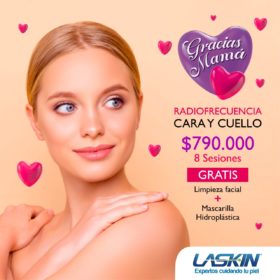 Gracias
Mamá
RADIOFRECUENCIA
CARA Y CUELLO
$790.000
8 Sesiones
GRATIS
Limpieza facial
+
Mascarilla
Hidroplástica
LASKIN
Expertos cuidando tu piel